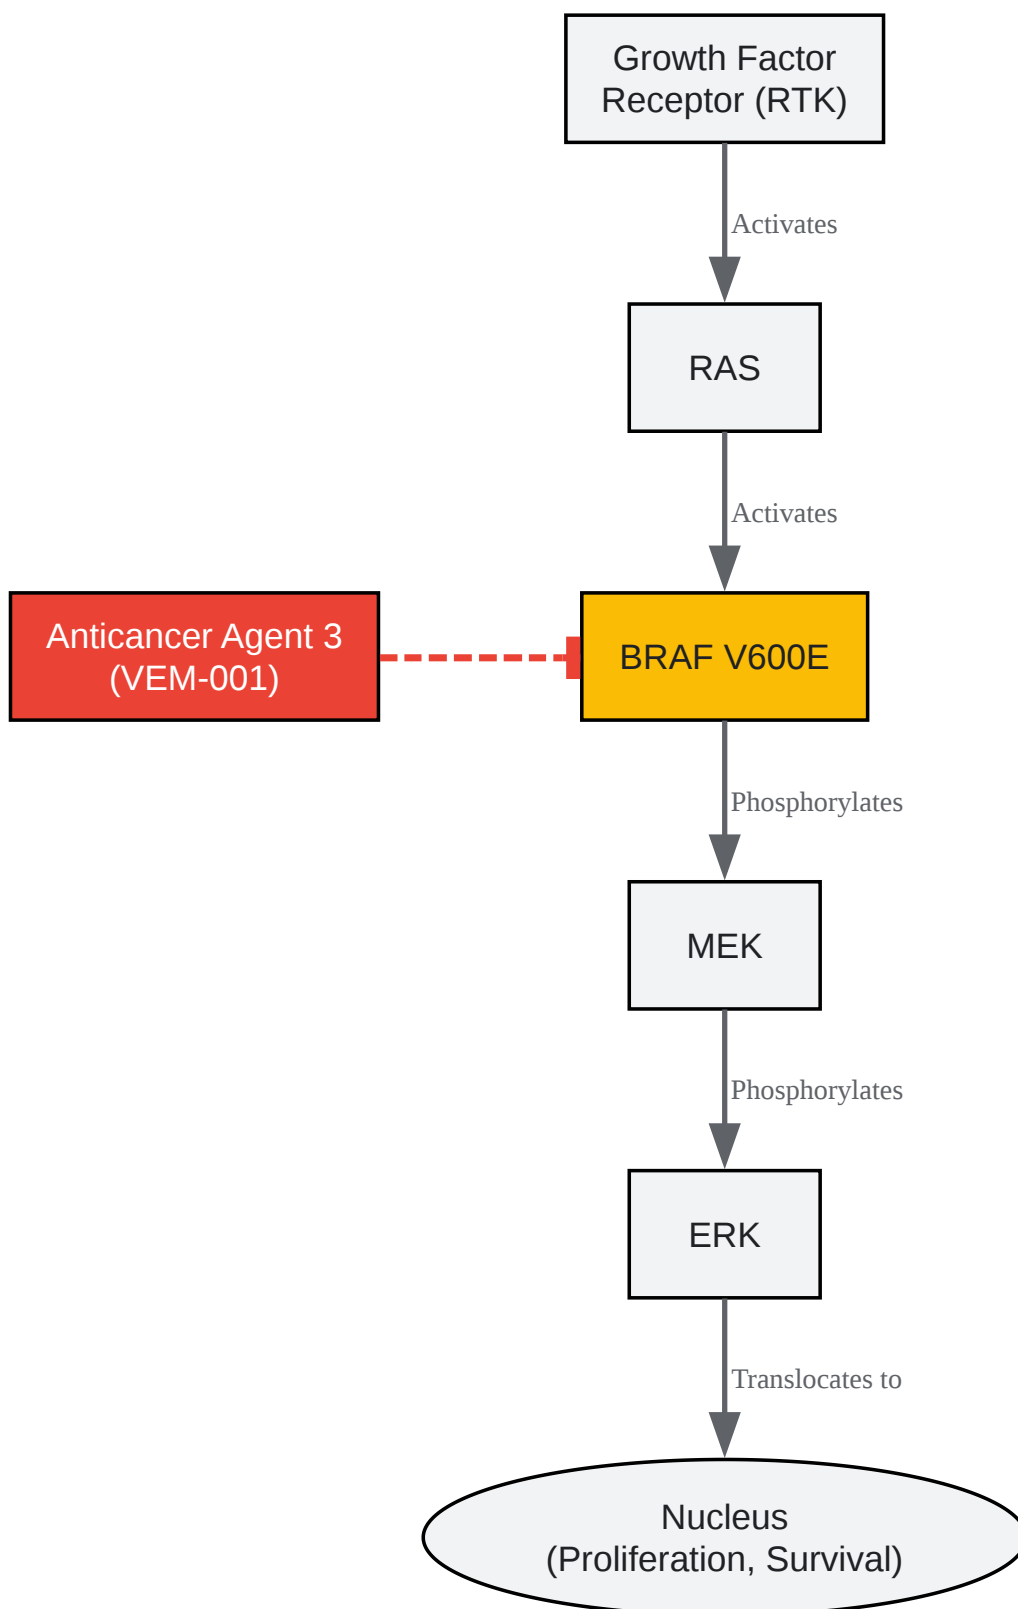 Growth Factor
Receptor (RTK)
Activates
RAS
Activates
Anticancer Agent 3
(VEM-001)
BRAF V600E
Phosphorylates
MEK
Phosphorylates
ERK
Translocates to
Nucleus
(Proliferation, Survival)